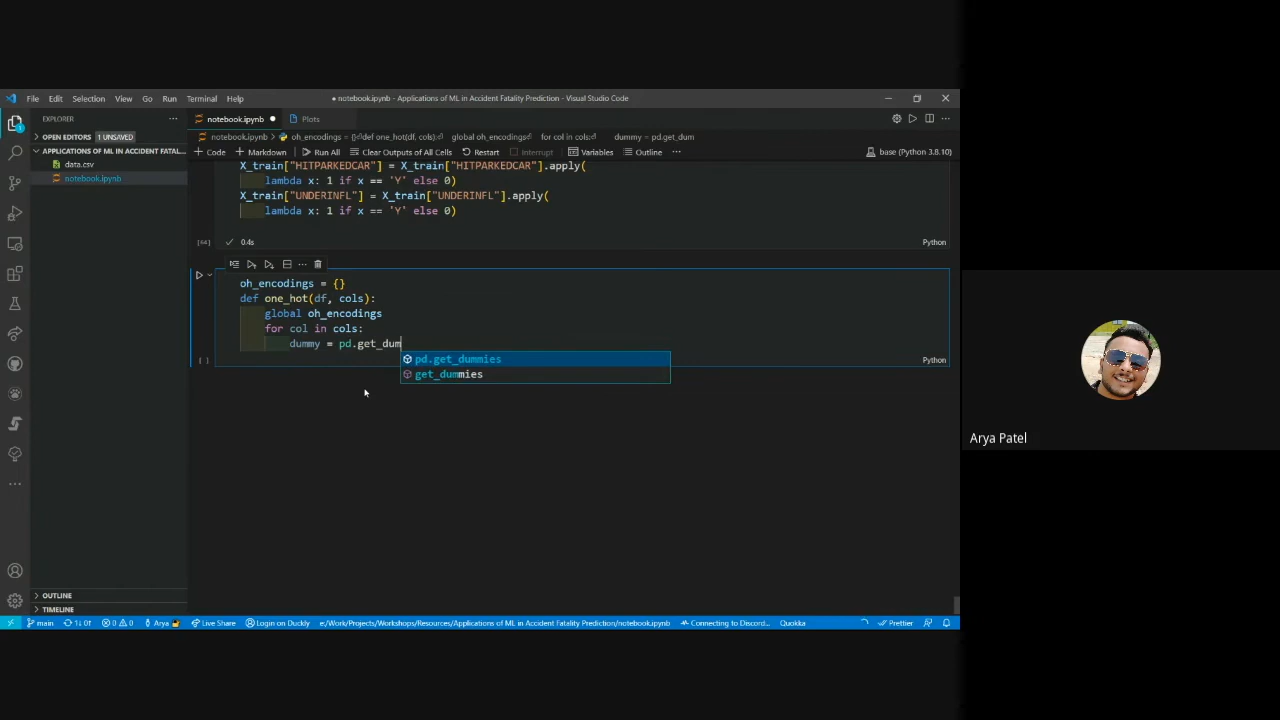 File Edit Selection View Go Run Terminal Help
● notebook.ipynb - Applications of ML in Accident Fatality Prediction - Visual Studio Code
EXPLORER
notebook.ipynb ●
Plots
OPEN EDITORS 1 UNSAVED
notebook.ipynb > oh_encodings = {}def one_hot(df, cols): global oh_encodings for col in cols: dummy = pd.get_dum
APPLICATIONS OF ML IN ACCIDENT FATAL...
+ Code + Markdown Run All Clear Outputs of All Cells Restart Interrupt Variables Outline ...
base (Python 3.8.10)
data.csv
notebook.ipynb
X_train["HITPARKEDCAR"] = X_train["HITPARKEDCAR"].apply(
lambda x: 1 if x == 'Y' else 0)
X_train["UNDERINFL"] = X_train["UNDERINFL"].apply(
lambda x: 1 if x == 'Y' else 0)
[64] ✓ 0.4s
Python
oh_encodings = {}
def one_hot(df, cols):
global oh_encodings
for col in cols:
dummy = pd.get_dum
[ ]
Python
pd.get_dummies
get_dummies
Arya Patel
OUTLINE
TIMELINE
main 1↓ 0↑ 0 0 Arya Live Share Login on Duckly e:/Work/Projects/Workshops/Resources/Applications of ML in Accident Fatality Prediction/notebook.ipynb Connecting to Discord... Quokka Prettier